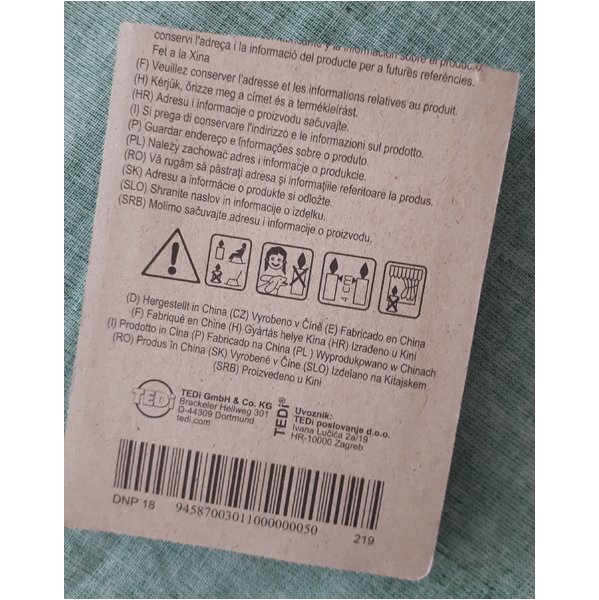 conservi l'adreça i la informació del producte per a futures referències.
Fet a la Xina
(F) Veuillez conserver l'adresse et les informations relatives au produit.
(H) Kérjük, őrizze meg a címet és a termékleírást.
(HR) Adresu i informacije o proizvodu sačuvajte.
(I) Si prega di conservare l'indirizzo e le informazioni sul prodotto.
(P) Guardar endereço e informações sobre o produto.
(PL) Należy zachować adres i informacje o produkcie.
(RO) Vă rugăm să păstrați adresa și informațiile referitoare la produs.
(SK) Adresu a informácie o produkte si odložte.
(SLO) Shranite naslov in informacije o izdelku.
(SRB) Molimo sačuvajte adresu i informacije o proizvodu.
4 CM
(D) Hergestellt in China (CZ) Vyrobeno v Číně (E) Fabricado en China
(F) Fabriqué en Chine (H) Gyártás helye Kína (HR) Izrađeno u Kini
(I) Prodotto in Cina (P) Fabricado na China (PL ) Wyprodukowano w Chinach
(RO) Produs în China (SK) Vyrobené v Číne (SLO) Izdelano na Kitajskem
(SRB) Proizvedeno u Kini
TEDi
TEDi GmbH & Co. KG
Brackeler Hellweg 301
D-44309 Dortmund
tedi.com
TEDi®
Uvoznik:
TEDi poslovanje d.o.o.
Ivana Lučića 2a/19
HR-10000 Zagreb
DNP 18
94587003011000000050
219